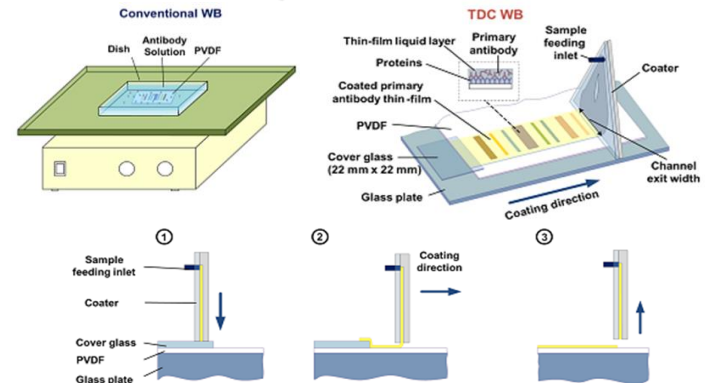 Conventional WB
Dish
Antibody
Solution
PVDF
TDC WB
Thin-film liquid layer
Proteins
Coated primary
antibody thin-film
PVDF
Cover glass
(22 mm x 22 mm)
Glass plate
Primary
antibody
Sample
feeding
inlet
Coater
Channel
exit width
Coating direction
1
Sample
feeding inlet
Coater
Cover glass
PVDF
Glass plate
2
Coating
direction
3